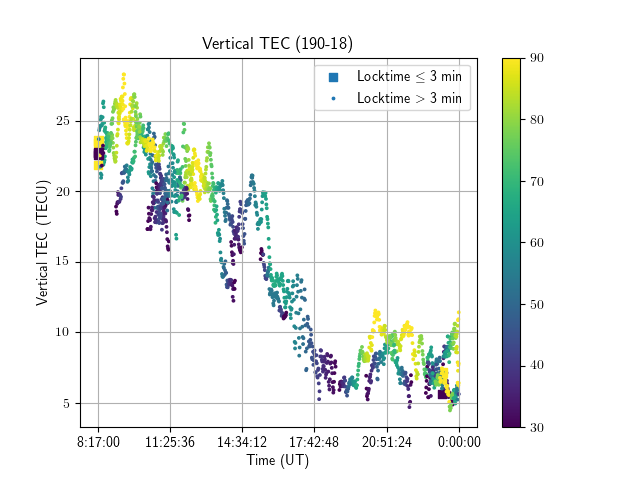 Vertical TEC (190-18)
Locktime ≤ 3 min
Locktime > 3 min
Vertical TEC (TECU)
25
20
15
10
5
8:17:00 11:25:36 14:34:12 17:42:48 20:51:24 0:00:00
Time (UT)
90
80
70
60
50
40
30